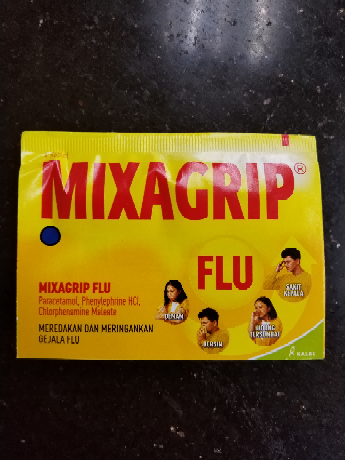 MIXAGRIP®
FLU
MIXAGRIP FLU
Paracetamol, Phenylephrine HCl,
Chlorphenamine Maleate
MEREDAKAN DAN MERINGANKAN
GEJALA FLU
DEMAM
BERSIN
HIDUNG
TERSUMBAT
SAKIT
KEPALA
KALBE